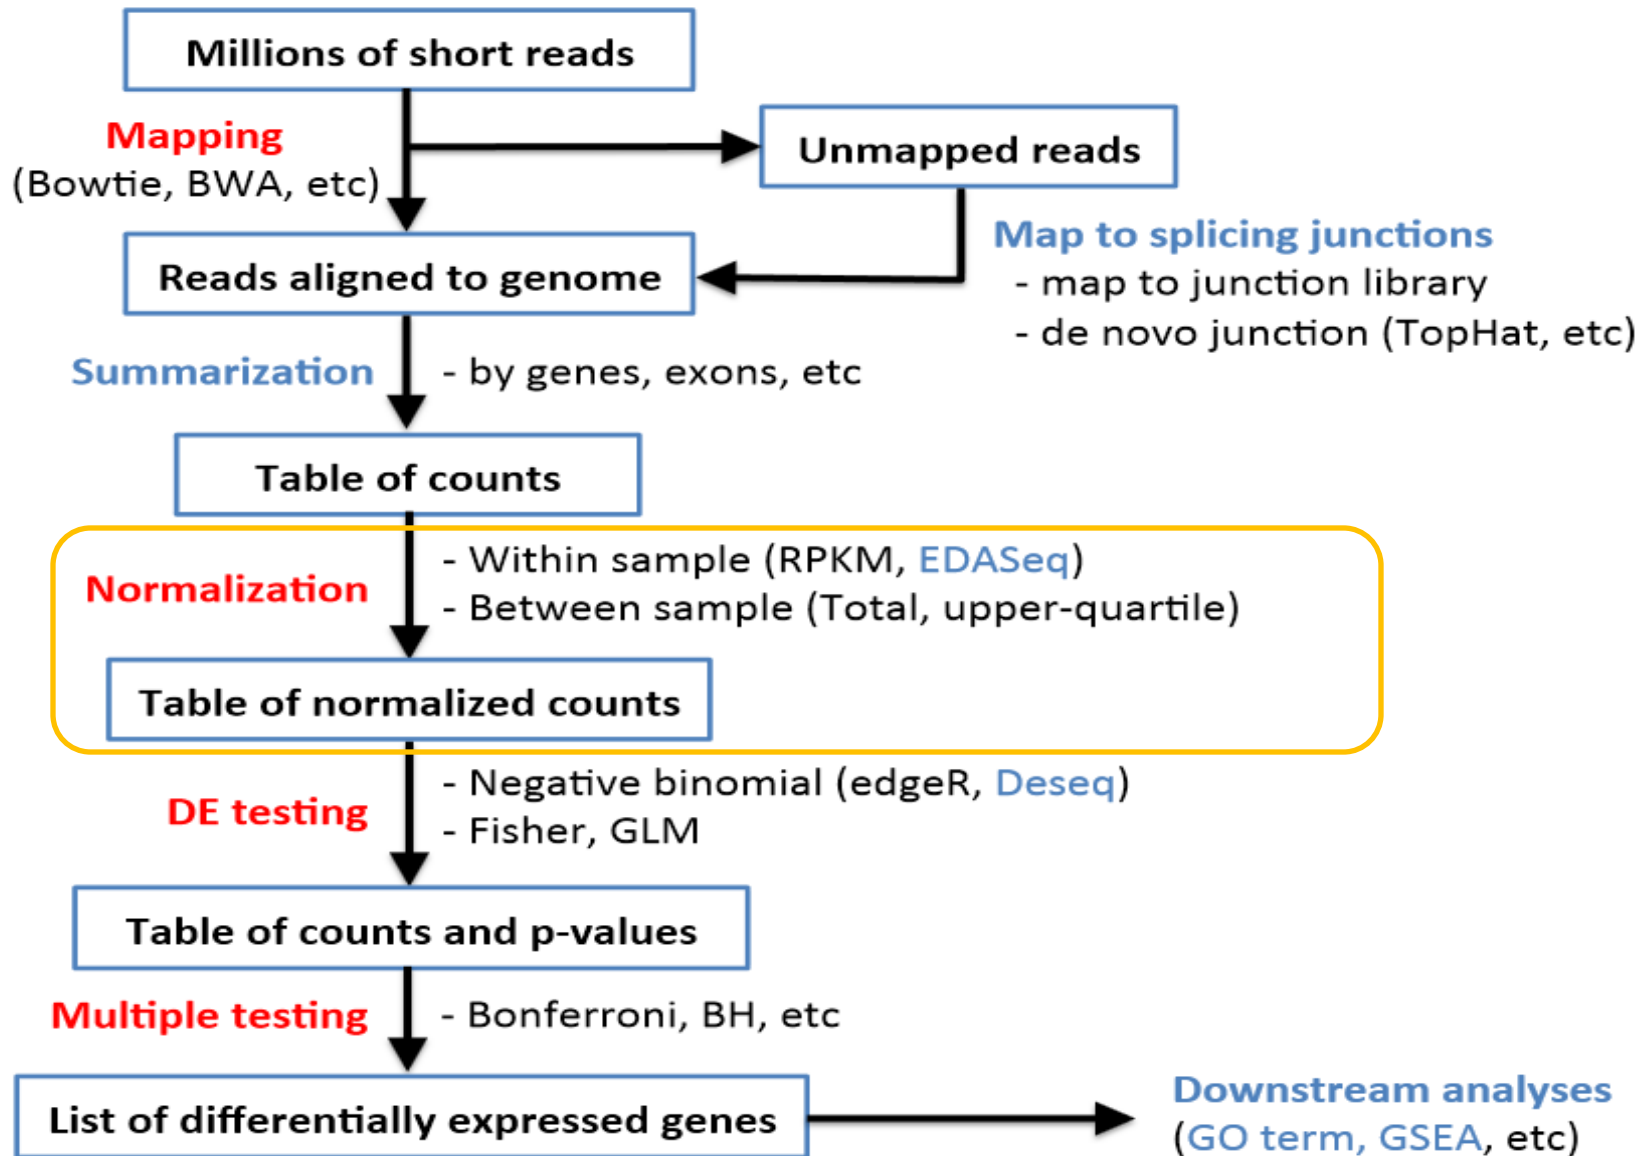 Millions of short reads
Mapping
(Bowtie, BWA, etc)
Unmapped reads
Map to splicing junctions
- map to junction library
- de novo junction (TopHat, etc)
Reads aligned to genome
Summarization
- by genes, exons, etc
Table of counts
Normalization
- Within sample (RPKM, EDASeq)
- Between sample (Total, upper-quartile)
Table of normalized counts
DE testing
- Negative binomial (edgeR, Deseq)
- Fisher, GLM
Table of counts and p-values
Multiple testing
- Bonferroni, BH, etc
List of differentially expressed genes
Downstream analyses
(GO term, GSEA, etc)